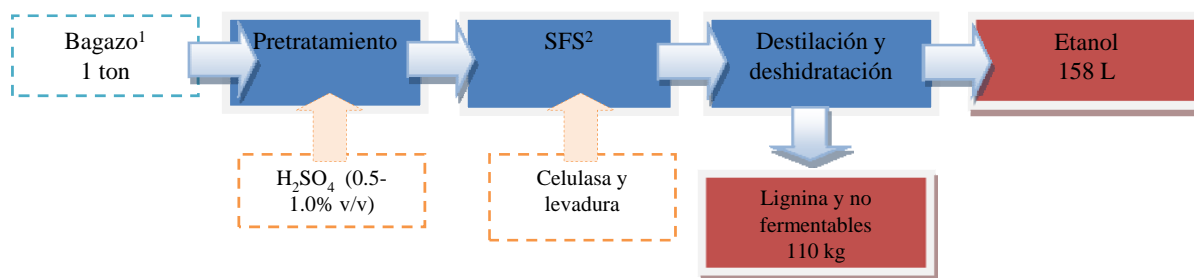 Bagazo¹
1 ton
Pretratamiento
SFS²
Destilación y
deshidratación
Etanol
158 L
H₂SO₄ (0.5-
1.0% v/v)
Celulasa y
levadura
Lignina y no
fermentables
110 kg